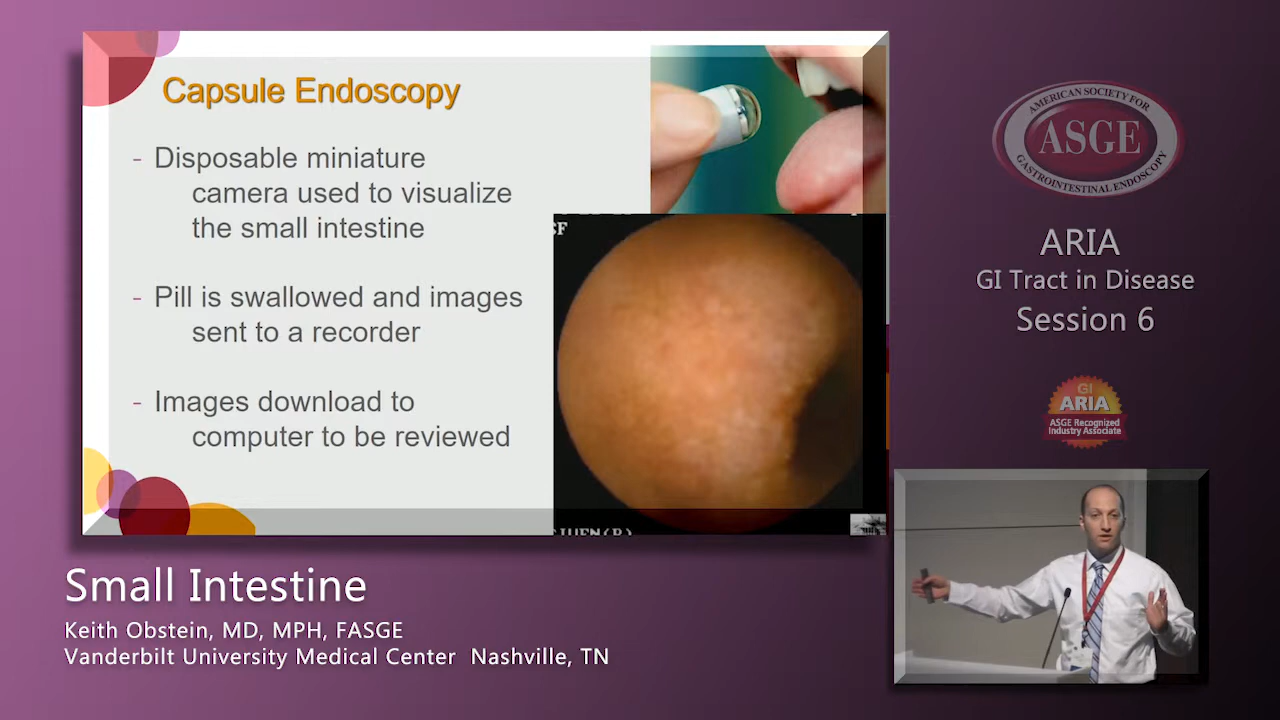 Capsule Endoscopy
- Disposable miniature
camera used to visualize
the small intestine
- Pill is swallowed and images
sent to a recorder
- Images download to
computer to be reviewed
SF
AMERICAN SOCIETY FOR
ASGE
GASTROINTESTINAL ENDOSCOPY
ARIA
GI Tract in Disease
Session 6
GI
ARIA
ASGE Recognized
Industry Associate
Small Intestine
Keith Obstein, MD, MPH, FASGE
Vanderbilt University Medical Center Nashville, TN